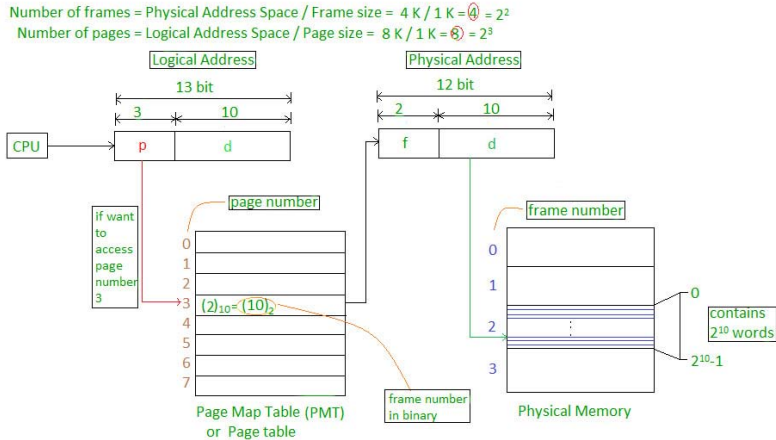 Number of frames = Physical Address Space / Frame size = 4 K / 1 K = 4 = 2²
Number of pages = Logical Address Space / Page size = 8 K / 1 K = 8 = 2³
Logical Address
Physical Address
13 bit
12 bit
3
10
2
10
CPU
p
d
f
d
if want
to
access
page
number
3
page number
0
1
2
3
4
5
6
7
(2)₁₀= (10)₂
Page Map Table (PMT)
or Page table
frame number
in binary
frame number
0
1
2
3
0
2¹⁰-1
contains
2¹⁰ words
Physical Memory